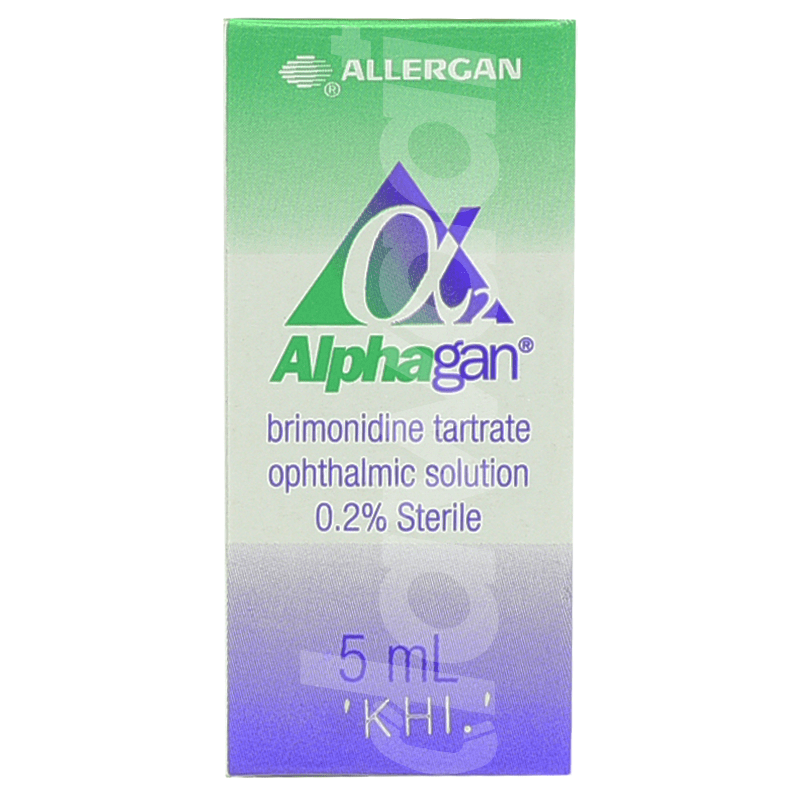 ® ALLERGAN
α2
Alphagan®
brimonidine tartrate
ophthalmic solution
0.2% Sterile
5 mL
'KHI.'